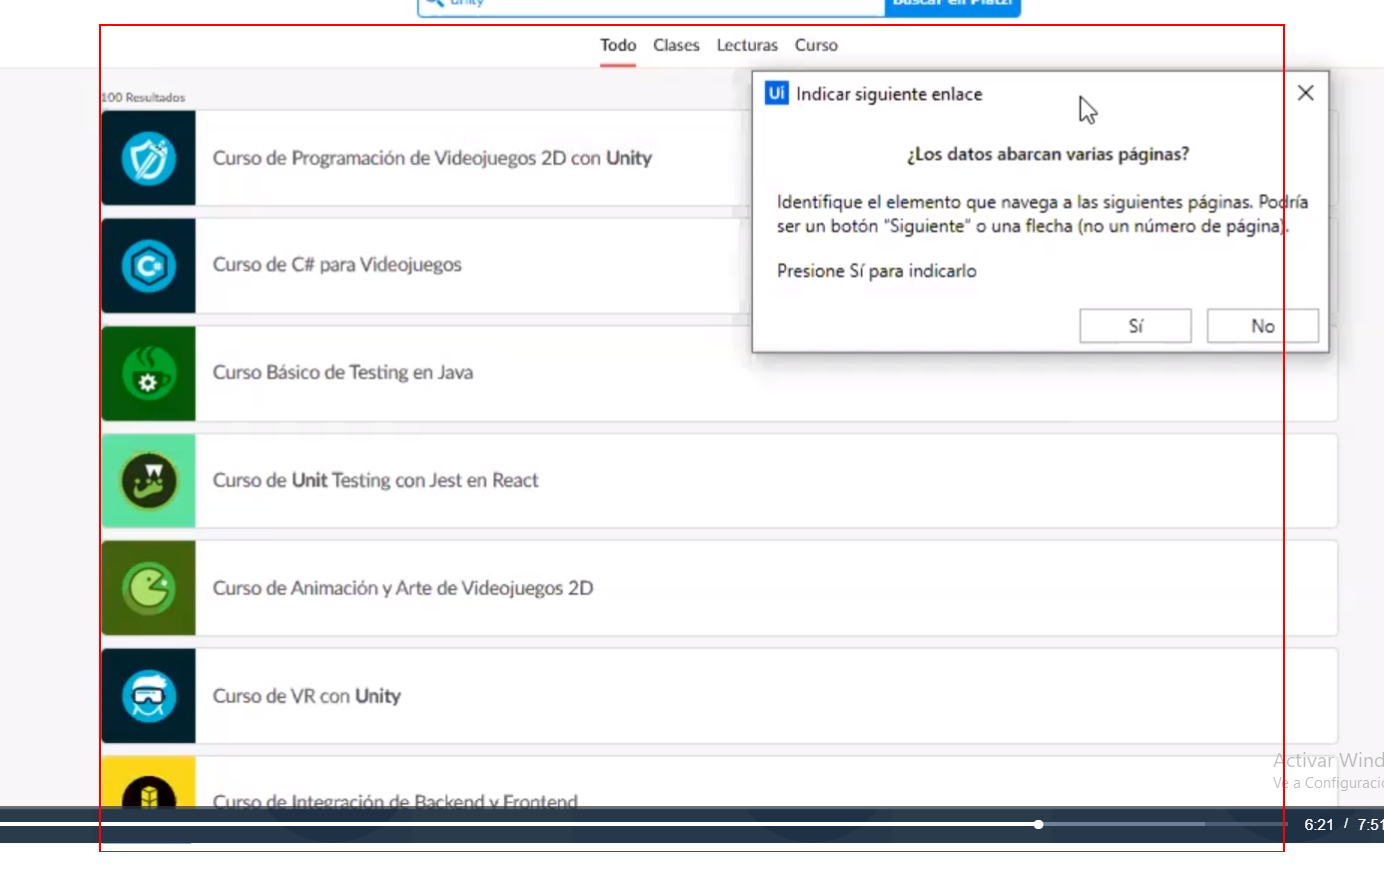 unity
Buscar en Platzi
Todo Clases Lecturas Curso
100 Resultados
Curso de Programación de Videojuegos 2D con Unity
Curso de C# para Videojuegos
Curso Básico de Testing en Java
Curso de Unit Testing con Jest en React
Curso de Animación y Arte de Videojuegos 2D
Curso de VR con Unity
Curso de Integración de Backend y Frontend
Ui Indicar siguiente enlace
¿Los datos abarcan varias páginas?
Identifique el elemento que navega a las siguientes páginas. Podría
ser un botón "Siguiente" o una flecha (no un número de página).
Presione Sí para indicarlo
Sí No
Activar Wind
Ve a Configuració
6:21 / 7:51